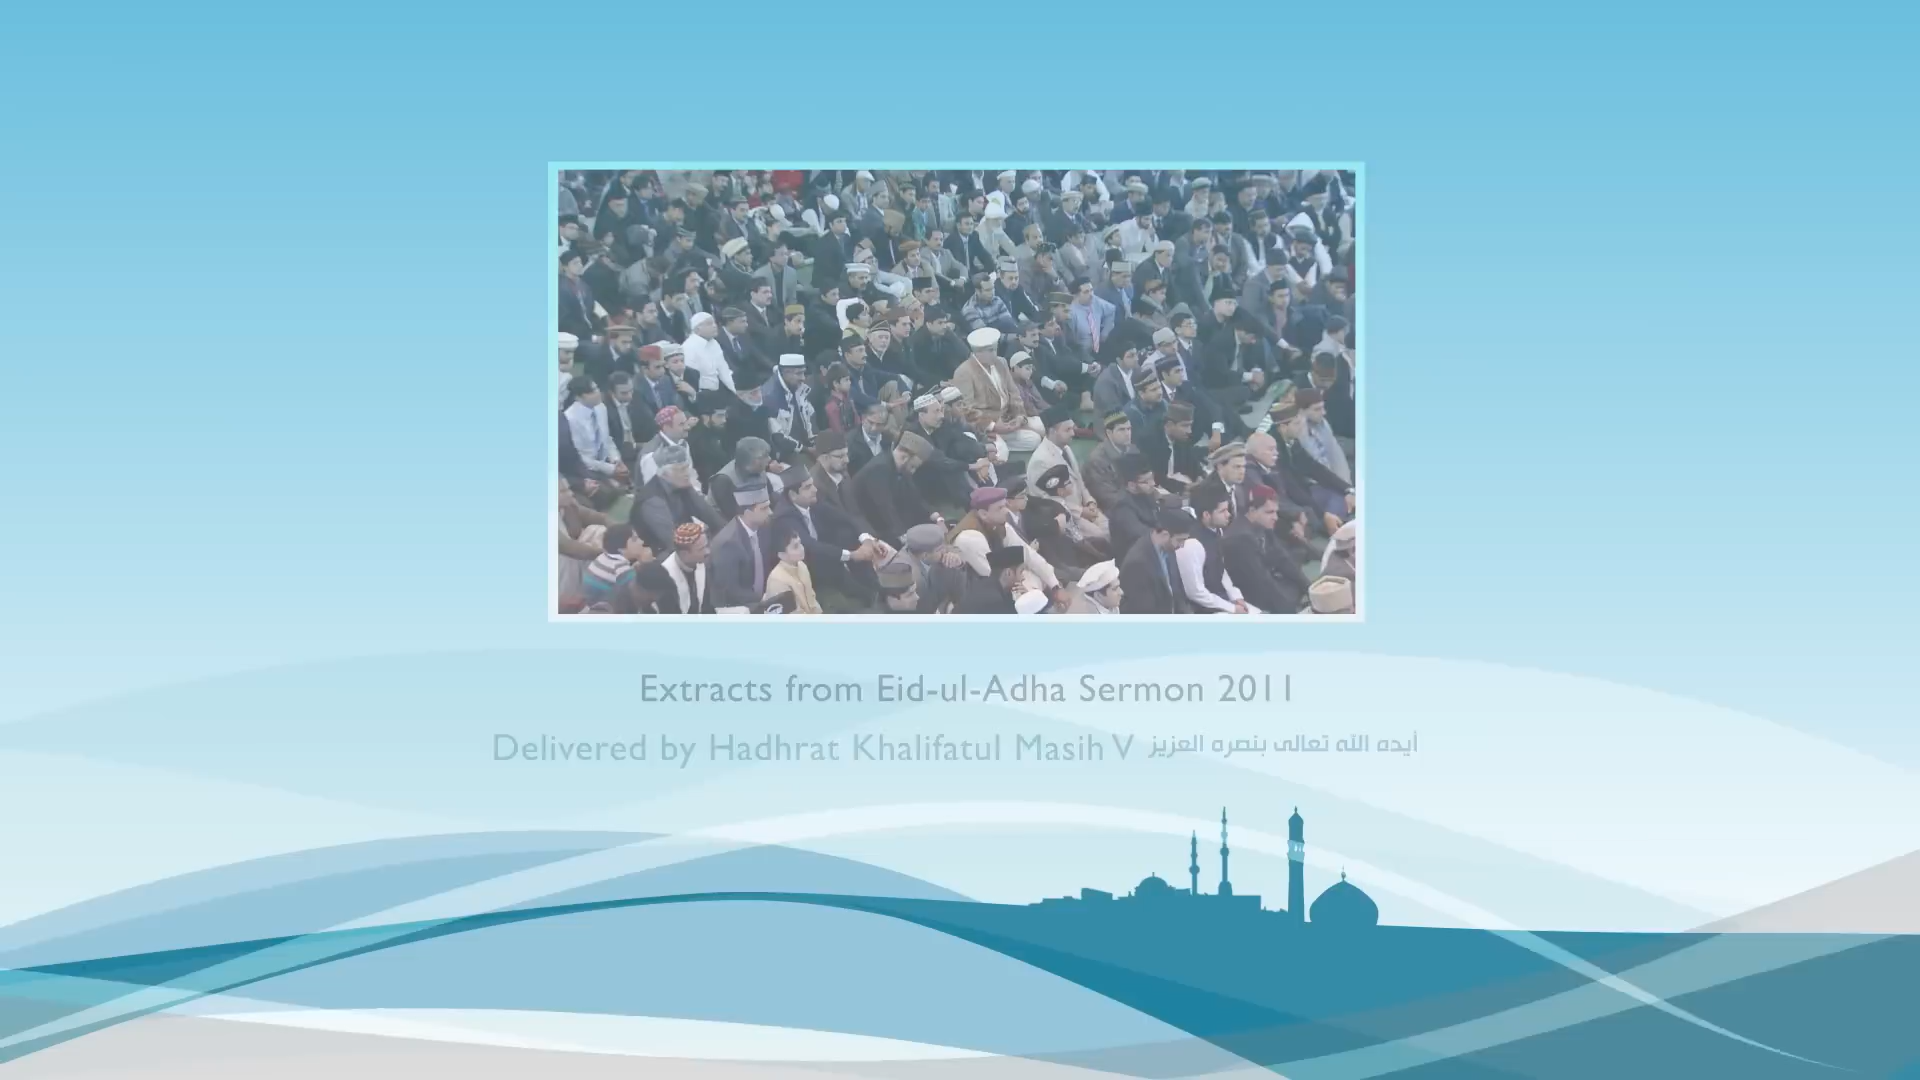 Extracts from Eid-ul-Adha Sermon 2011
Delivered by Hadhrat Khalifatul Masih V أيده الله تعالى بنصره العزيز